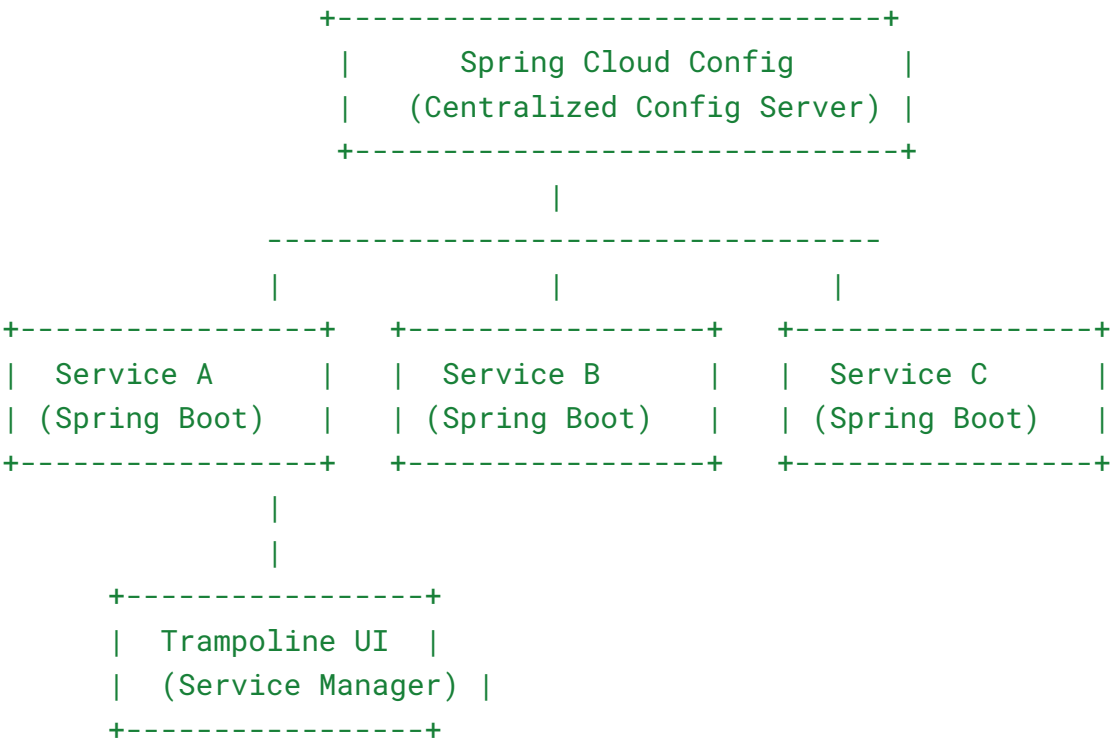 +-------------------------------+
|      Spring Cloud Config      |
|   (Centralized Config Server) |
+-------------------------------+
|
-----------------------------------
|               |               |
+-----------------+   +-----------------+   +-----------------+
|  Service A      |   |  Service B      |   |  Service C      |
| (Spring Boot)   |   | (Spring Boot)   |   | (Spring Boot)   |
+-----------------+   +-----------------+   +-----------------+
|
|
+-----------------+
|  Trampoline UI  |
|  (Service Manager) |
+-----------------+